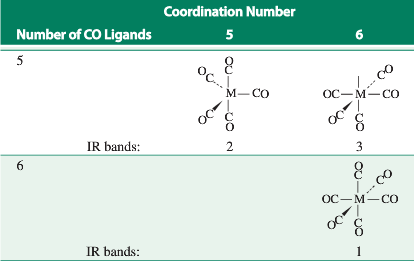 Coordination Number
Number of CO Ligands 5 6
5
O
C
OC
CO
M—CO
OC—M—CO
OC
C
O
OC
C
O
IR bands: 2 3
6
O
C
CO
OC—M—CO
OC
C
O
IR bands: 1